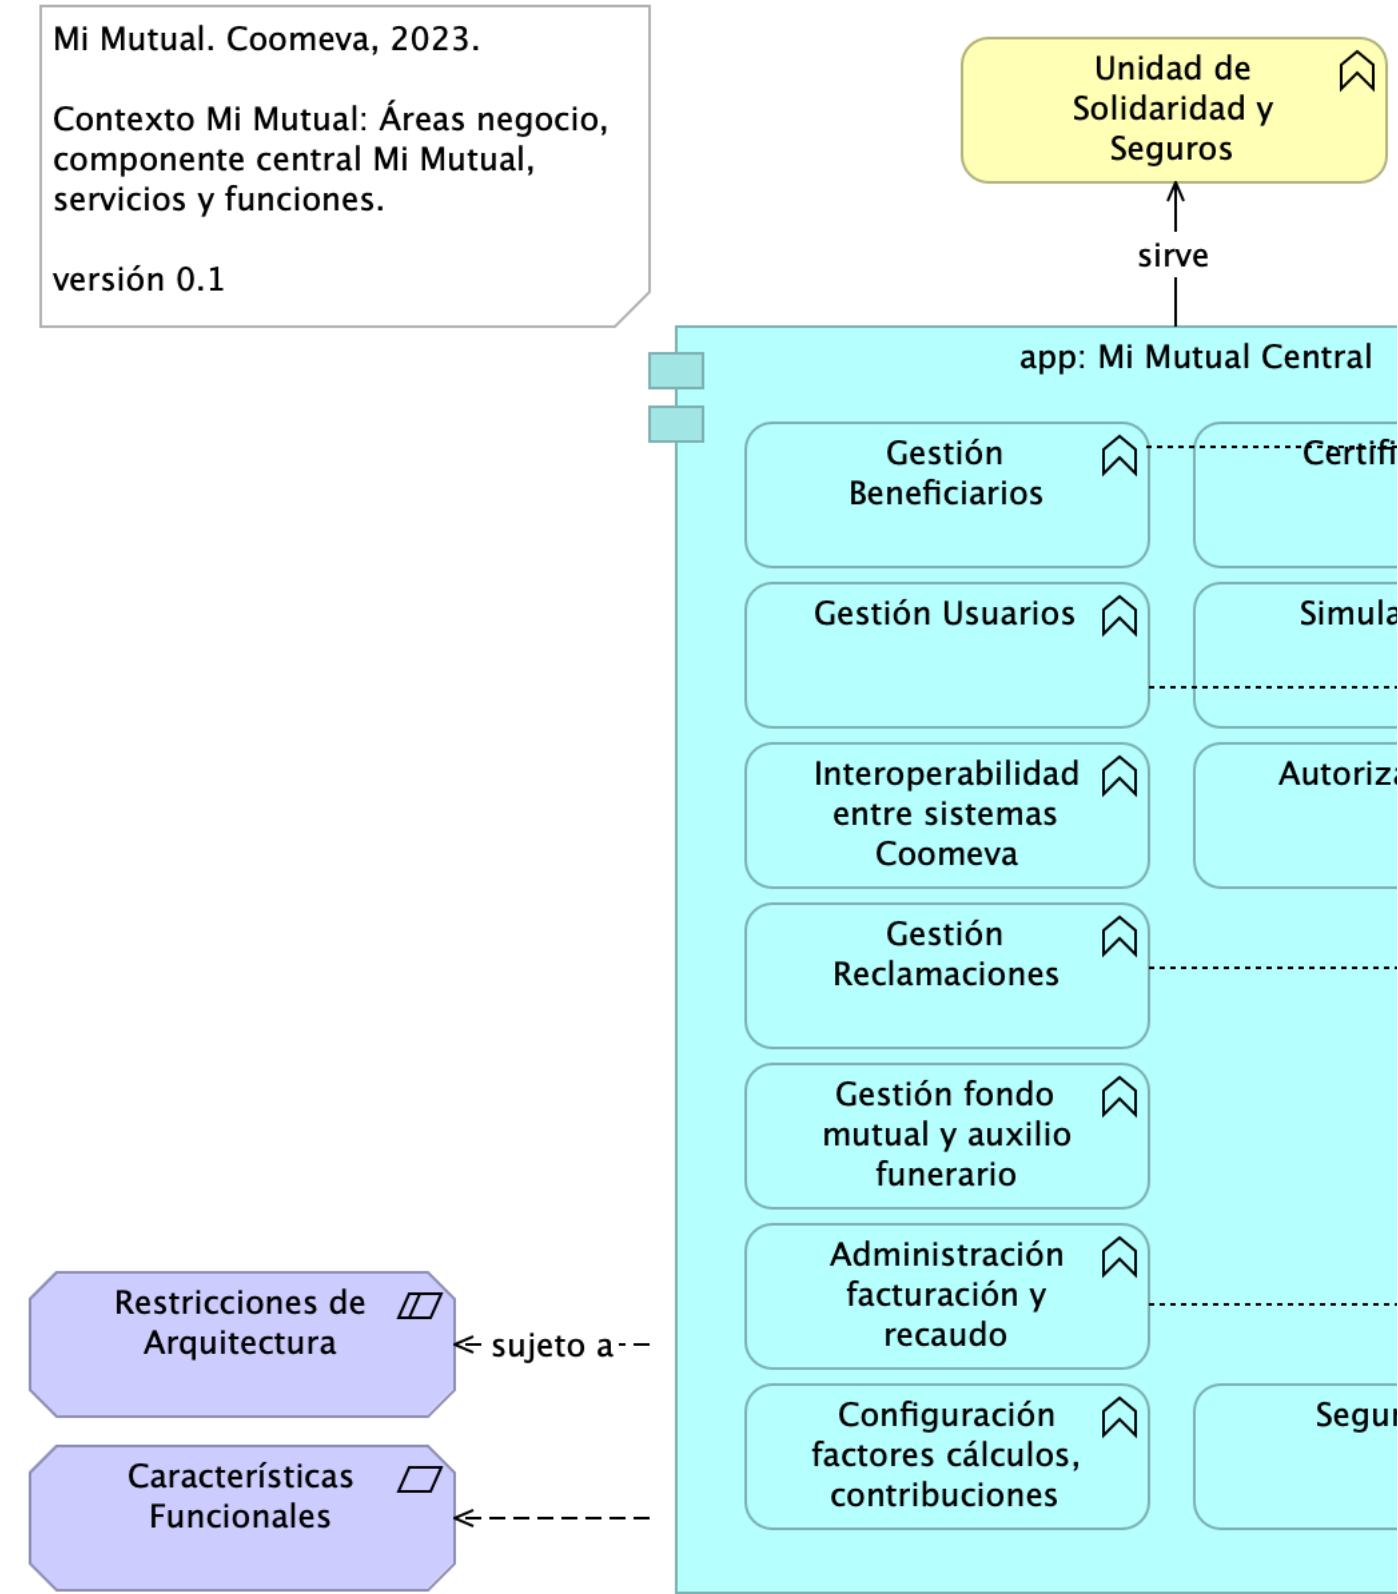 Mi Mutual. Coomeva, 2023.
Contexto Mi Mutual: Áreas negocio,
componente central Mi Mutual,
servicios y funciones.
versión 0.1
Unidad de
Solidaridad y
Seguros
sirve
app: Mi Mutual Central
Gestión
Beneficiarios
Gestión Usuarios
Interoperabilidad
entre sistemas
Coomeva
Gestión
Reclamaciones
Gestión fondo
mutual y auxilio
funerario
Administración
facturación y
recaudo
Configuración
factores cálculos,
contribuciones
Restricciones de
Arquitectura
sujeto a
Características
Funcionales